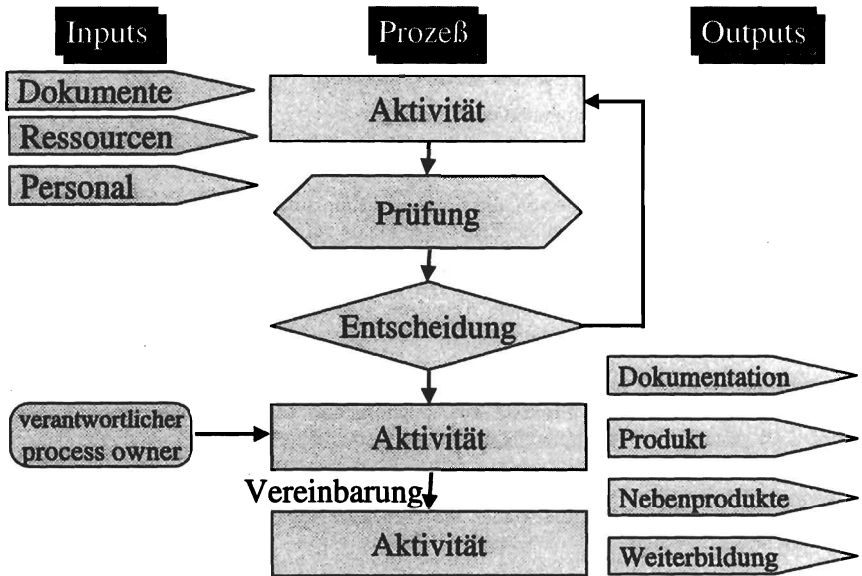 Inputs
Prozeß
Outputs
Dokumente
Ressourcen
Personal
Aktivität
Prüfung
Entscheidung
verantwortlicher
process owner
Aktivität
Vereinbarung
Aktivität
Dokumentation
Produkt
Nebenprodukte
Weiterbildung